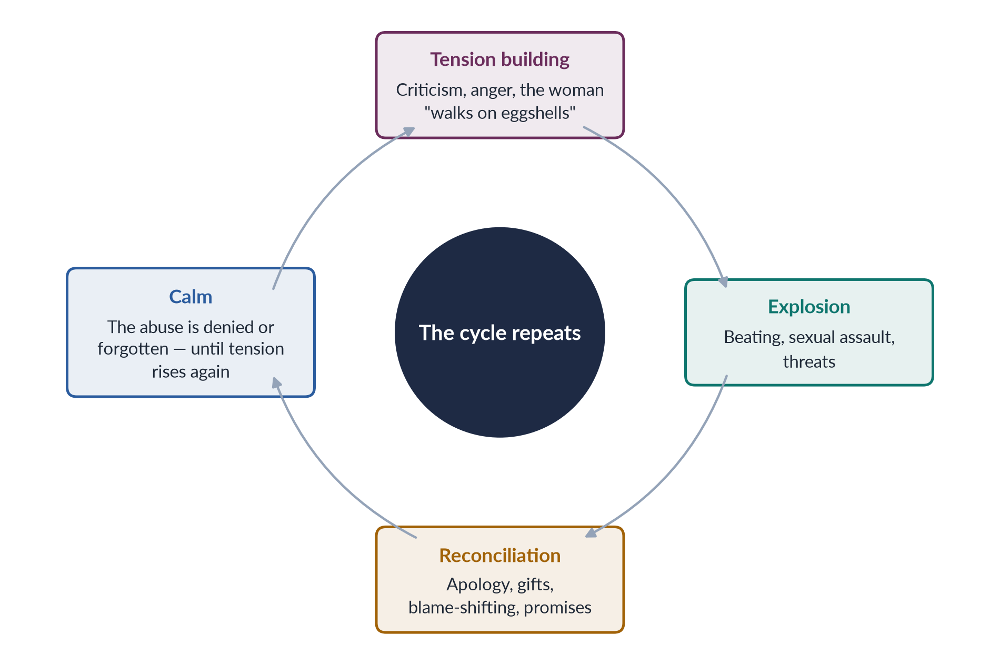 Tension building
Criticism, anger, the woman
"walks on eggshells"
Calm
The abuse is denied or
forgotten — until tension
rises again
The cycle repeats
Explosion
Beating, sexual assault,
threats
Reconciliation
Apology, gifts,
blame-shifting, promises